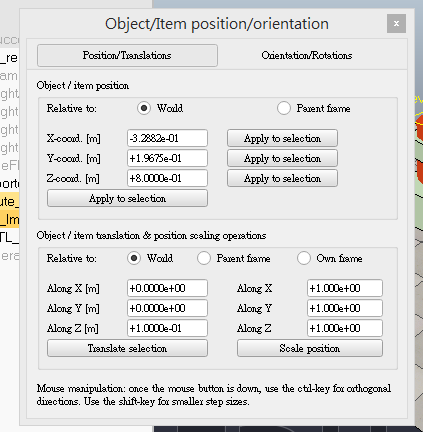 Object/Item position/orientation
x
Position/Translations Orientation/Rotations
Object / item position
Relative to: World Parent frame
X-coord. [m] -3.2882e-01 Apply to selection
Y-coord. [m] +1.9675e-01 Apply to selection
Z-coord. [m] +8.0000e-01 Apply to selection
Apply to selection
Object / item translation & position scaling operations
Relative to: World Parent frame Own frame
Along X [m] +0.0000e+00 Along X +1.000e+00
Along Y [m] +0.0000e+00 Along Y +1.000e+00
Along Z [m] +1.0000e-01 Along Z +1.000e+00
Translate selection Scale position
Mouse manipulation: once the mouse button is down, use the ctrl-key for orthogonal
directions. Use the shift-key for smaller step sizes.